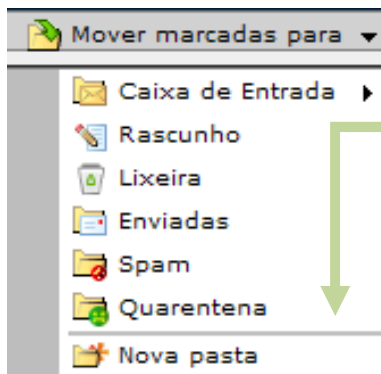 Mover marcadas para
Caixa de Entrada
Rascunho
Lixeira
Enviadas
Spam
Quarentena
Nova pasta